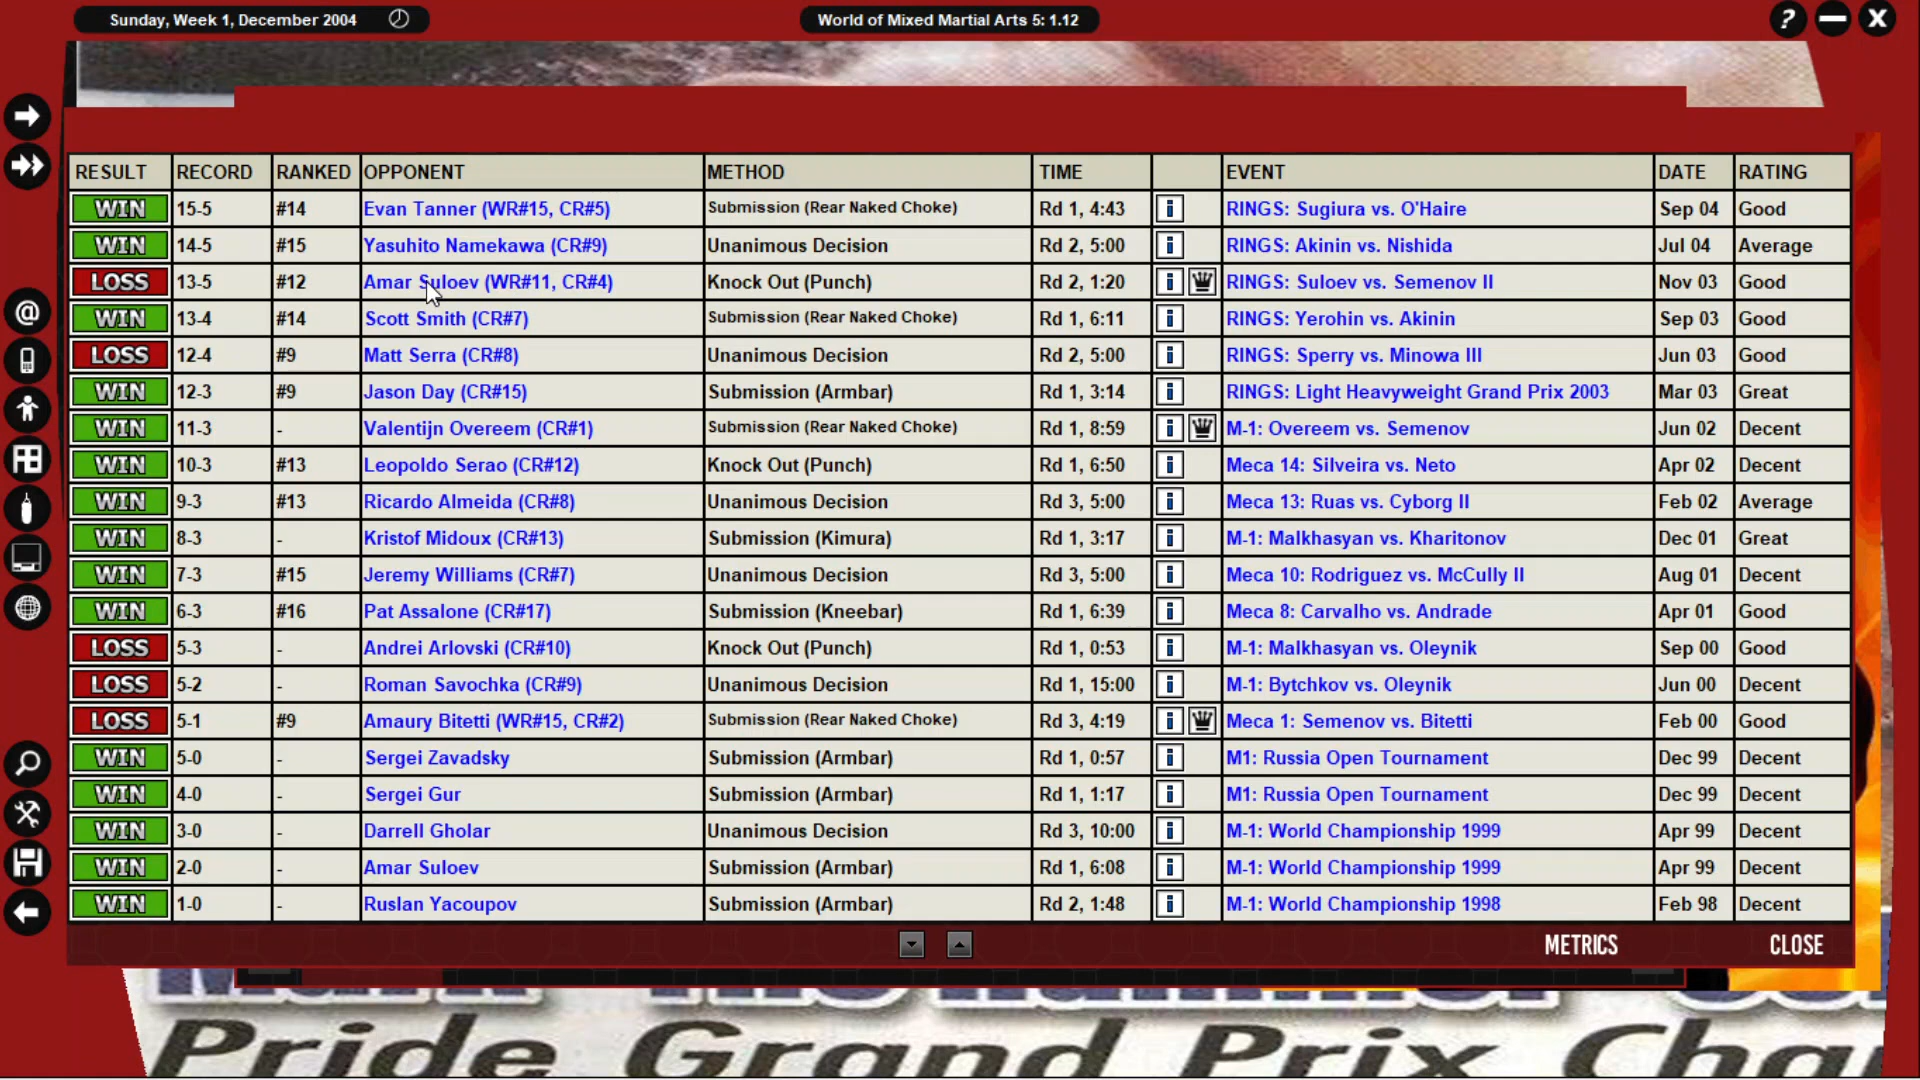 Sunday, Week 1, December 2004
World of Mixed Martial Arts 5: 1.12
RESULT RECORD RANKED OPPONENT METHOD TIME EVENT DATE RATING
WIN 15-5 #14 Evan Tanner (WR#15, CR#5) Submission (Rear Naked Choke) Rd 1, 4:43 i RINGS: Sugiura vs. O'Haire Sep 04 Good
WIN 14-5 #15 Yasuhito Namekawa (CR#9) Unanimous Decision Rd 2, 5:00 i RINGS: Akinin vs. Nishida Jul 04 Average
LOSS 13-5 #12 Amar Suloev (WR#11, CR#4) Knock Out (Punch) Rd 2, 1:20 i RINGS: Suloev vs. Semenov II Nov 03 Good
WIN 13-4 #14 Scott Smith (CR#7) Submission (Rear Naked Choke) Rd 1, 6:11 i RINGS: Yerohin vs. Akinin Sep 03 Good
LOSS 12-4 #9 Matt Serra (CR#8) Unanimous Decision Rd 2, 5:00 i RINGS: Sperry vs. Minowa III Jun 03 Good
WIN 12-3 #9 Jason Day (CR#15) Submission (Armbar) Rd 1, 3:14 i RINGS: Light Heavyweight Grand Prix 2003 Mar 03 Great
WIN 11-3 - Valentijn Overeem (CR#1) Submission (Rear Naked Choke) Rd 1, 8:59 i M-1: Overeem vs. Semenov Jun 02 Decent
WIN 10-3 #13 Leopoldo Serao (CR#12) Knock Out (Punch) Rd 1, 6:50 i Meca 14: Silveira vs. Neto Apr 02 Decent
WIN 9-3 #13 Ricardo Almeida (CR#8) Unanimous Decision Rd 3, 5:00 i Meca 13: Ruas vs. Cyborg II Feb 02 Average
WIN 8-3 - Kristof Midoux (CR#13) Submission (Kimura) Rd 1, 3:17 i M-1: Malkhasyan vs. Kharitonov Dec 01 Great
WIN 7-3 #15 Jeremy Williams (CR#7) Unanimous Decision Rd 3, 5:00 i Meca 10: Rodriguez vs. McCully II Aug 01 Decent
WIN 6-3 #16 Pat Assalone (CR#17) Submission (Kneebar) Rd 1, 6:39 i Meca 8: Carvalho vs. Andrade Apr 01 Good
LOSS 5-3 - Andrei Arlovski (CR#10) Knock Out (Punch) Rd 1, 0:53 i M-1: Malkhasyan vs. Oleynik Sep 00 Good
LOSS 5-2 - Roman Savochka (CR#9) Unanimous Decision Rd 1, 15:00 i M-1: Bytchkov vs. Oleynik Jun 00 Decent
LOSS 5-1 #9 Amaury Bitetti (WR#15, CR#2) Submission (Rear Naked Choke) Rd 3, 4:19 i Meca 1: Semenov vs. Bitetti Feb 00 Good
WIN 5-0 - Sergei Zavadsky Submission (Armbar) Rd 1, 0:57 i M1: Russia Open Tournament Dec 99 Decent
WIN 4-0 - Sergei Gur Submission (Armbar) Rd 1, 1:17 i M1: Russia Open Tournament Dec 99 Decent
WIN 3-0 - Darrell Gholar Unanimous Decision Rd 3, 10:00 i M-1: World Championship 1999 Apr 99 Decent
WIN 2-0 - Amar Suloev Submission (Armbar) Rd 1, 6:08 i M-1: World Championship 1999 Apr 99 Decent
WIN 1-0 - Ruslan Yacoupov Submission (Armbar) Rd 2, 1:48 i M-1: World Championship 1998 Feb 98 Decent
METRICS CLOSE
Pride Grand Prix Cha